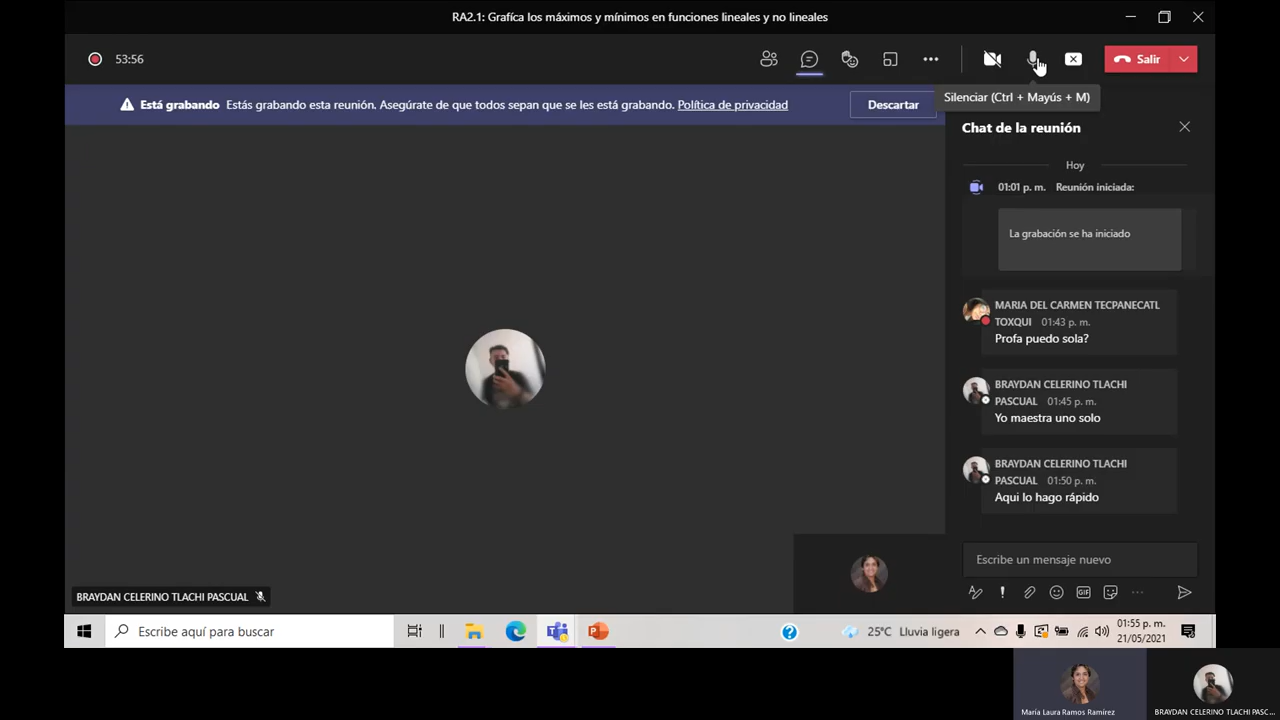 RA2.1: Grafíca los máximos y mínimos en funciones lineales y no lineales
53:56
Salir
Está grabando Estás grabando esta reunión. Asegúrate de que todos sepan que se les está grabando. Política de privacidad
Descartar
Silenciar (Ctrl + Mayús + M)
Chat de la reunión
Hoy
01:01 p. m. Reunión iniciada:
La grabación se ha iniciado
MARIA DEL CARMEN TECPANECATL
TOXQUI 01:43 p. m.
Profa puedo sola?
BRAYDAN CELERINO TLACHI
PASCUAL 01:45 p. m.
Yo maestra uno solo
BRAYDAN CELERINO TLACHI
PASCUAL 01:50 p. m.
Aqui lo hago rápido
Escribe un mensaje nuevo
GIF
BRAYDAN CELERINO TLACHI PASCUAL
Escribe aquí para buscar
25°C Lluvia ligera
01:55 p. m.
21/05/2021
María Laura Ramos Ramírez
BRAYDAN CELERINO TLACHI PASC...